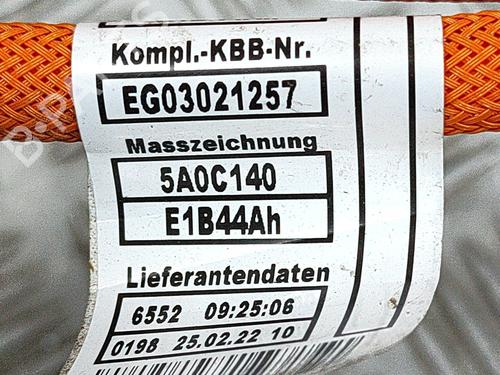 Kompl.-KBB-Nr.
EG03021257
Masszeichnung
5A0C140
E1B44Ah
Lieferantendaten
6552 09:25:06
0198 25.02.22 10